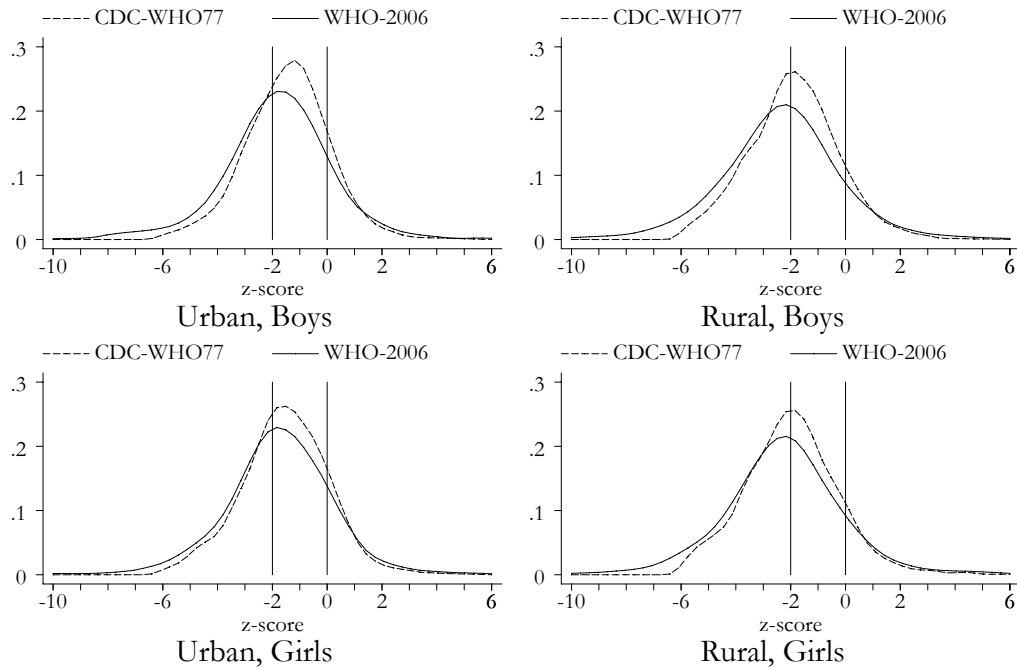 CDC-WHO77 WHO-2006
.3
.2
.1
0
-10 -6 -2 0 2 6
z-score
Urban, Boys
CDC-WHO77 WHO-2006
.3
.2
.1
0
-10 -6 -2 0 2 6
z-score
Rural, Boys
CDC-WHO77 WHO-2006
.3
.2
.1
0
-10 -6 -2 0 2 6
z-score
Urban, Girls
CDC-WHO77 WHO-2006
.3
.2
.1
0
-10 -6 -2 0 2 6
z-score
Rural, Girls